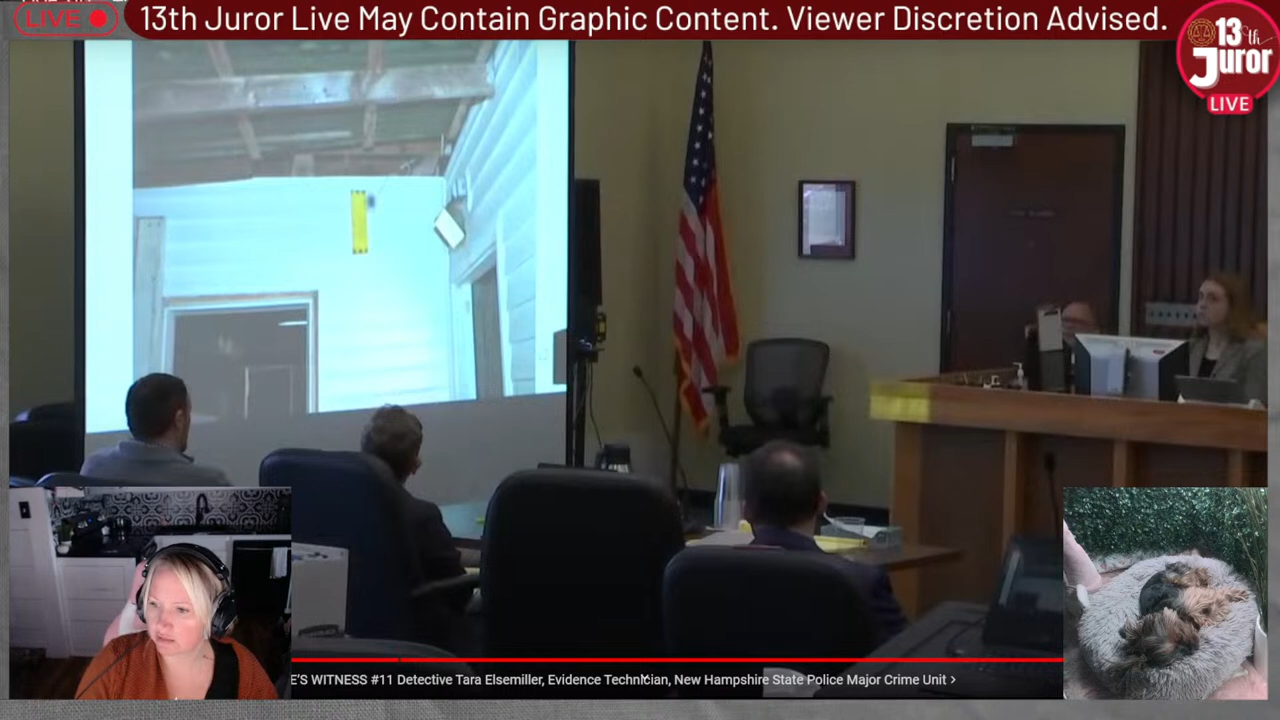 LIVE
13th Juror Live May Contain Graphic Content. Viewer Discretion Advised.
13th
Juror
LIVE
E'S WITNESS #11 Detective Tara Elsemiller, Evidence Technician, New Hampshire State Police Major Crime Unit >